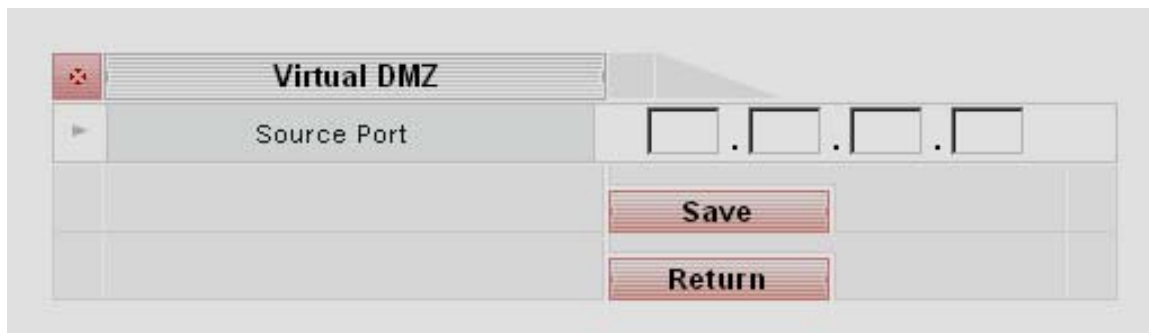 Virtual DMZ
Source Port . . .
Save
Return